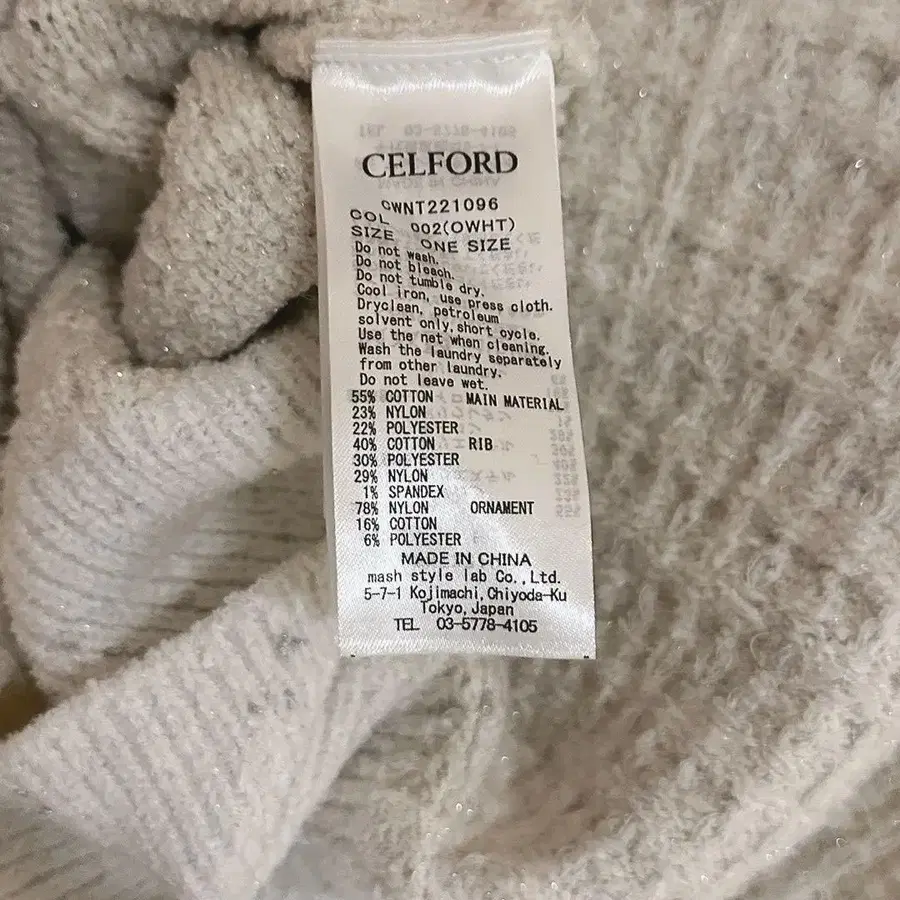 CELFORD
CWNT221096
COL 002(OWHT)
SIZE ONE SIZE
Do not wash.
Do not bleach.
Do not tumble dry.
Cool iron, use press cloth.
Dryclean, petroleum
solvent only,short cycle.
Use the net when cleaning.
Wash the laundry separately
from other laundry.
Do not leave wet.
55% COTTON MAIN MATERIAL
23% NYLON
22% POLYESTER
40% COTTON RIB
30% POLYESTER
29% NYLON
1% SPANDEX
78% NYLON ORNAMENT
16% COTTON
6% POLYESTER
MADE IN CHINA
mash style lab Co.,Ltd.
5-7-1 Kojimachi,Chiyoda-Ku
Tokyo,Japan
TEL 03-5778-4105